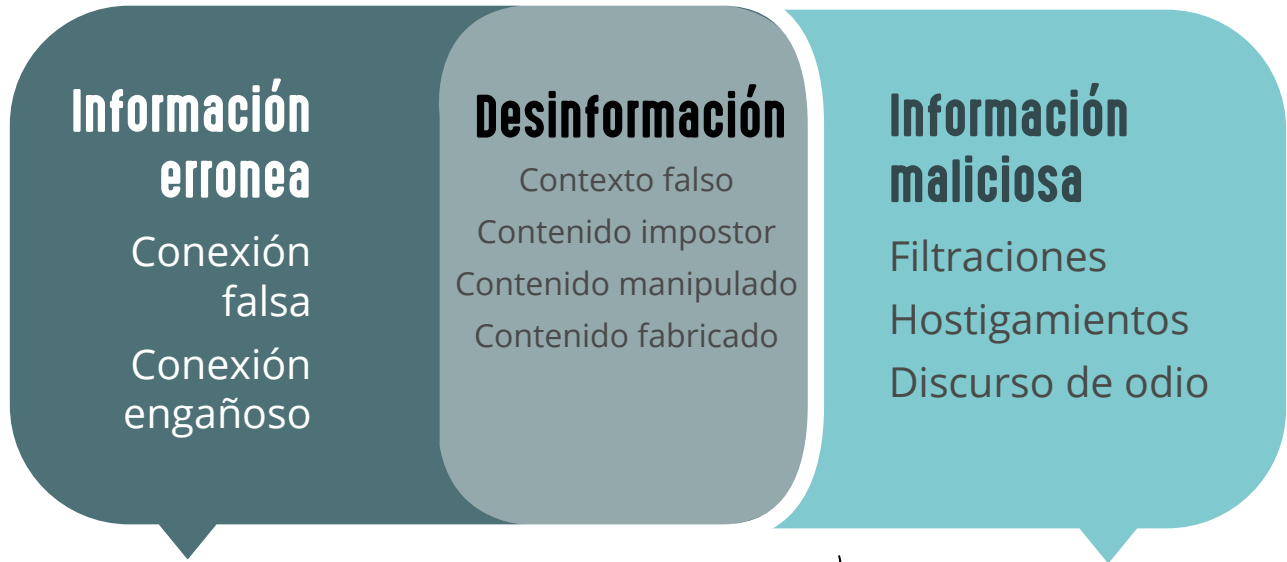 Información
erronea
Conexión
falsa
Conexión
engañoso
Desinformación
Contexto falso
Contenido impostor
Contenido manipulado
Contenido fabricado
Información
maliciosa
Filtraciones
Hostigamientos
Discurso de odio